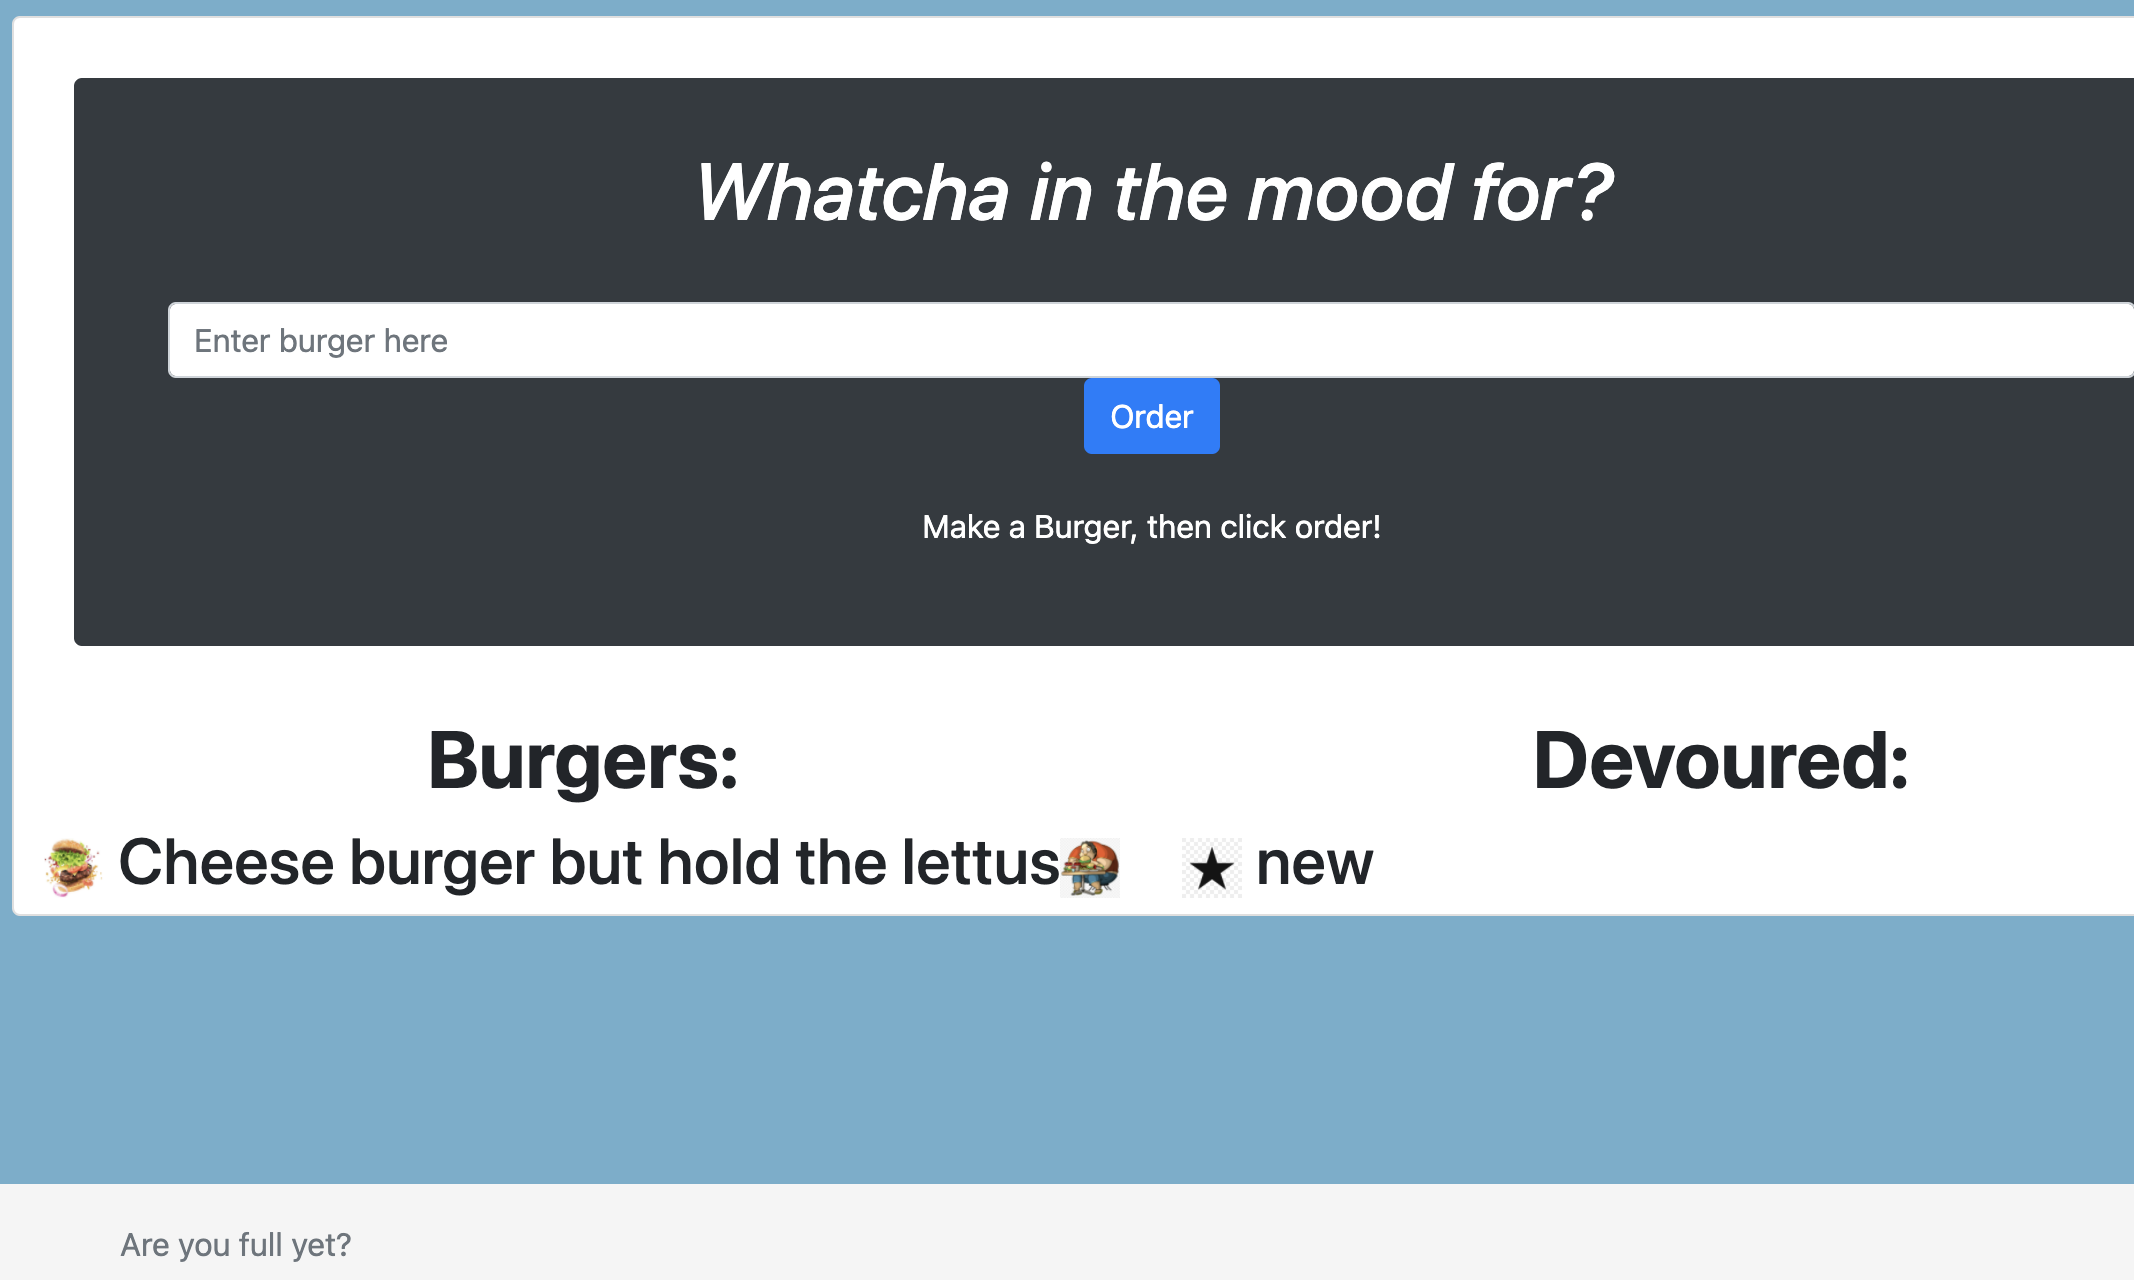 Whatcha in the mood for?
Enter burger here
Order
Make a Burger, then click order!
Burgers:
Devoured:
Cheese burger but hold the lettus
new
Are you full yet?